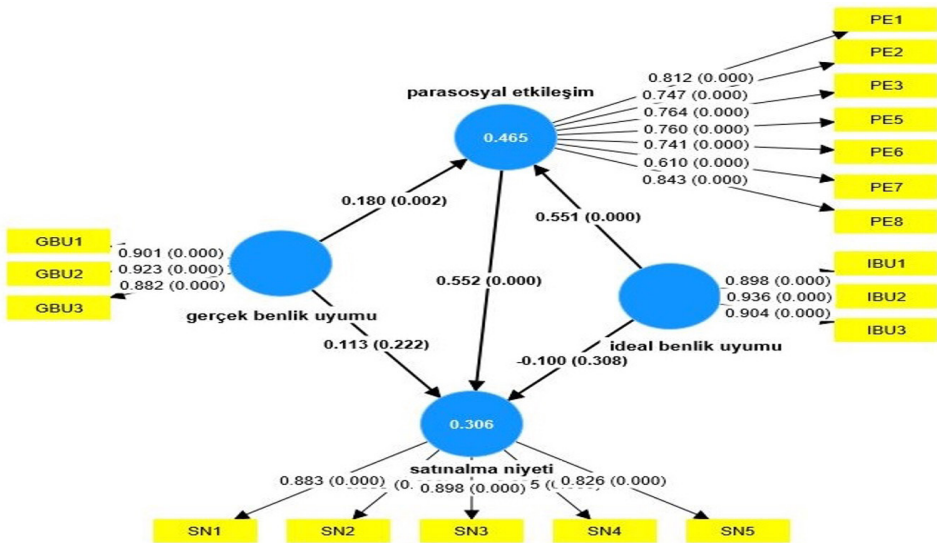 PE1
PE2
PE3
PE5
PE6
PE7
PE8
0.812 (0.000)
0.747 (0.000)
0.764 (0.000)
0.760 (0.000)
0.741 (0.000)
0.610 (0.000)
0.843 (0.000)
parasosyal etkileşim
0.465
0.180 (0.002)
0.551 (0.000)
0.552 (0.000)
GBU1
GBU2
GBU3
0.901 (0.000)
0.923 (0.000)
0.882 (0.000)
gerçek benlik uyumu
0.113 (0.222)
IBU1
IBU2
IBU3
0.898 (0.000)
0.936 (0.000)
0.904 (0.000)
ideal benlik uyumu
-0.100 (0.308)
0.306
satınalma niyeti
0.883 (0.000)
0.898 (0.000)
0.826 (0.000)
SN1
SN2
SN3
SN4
SN5